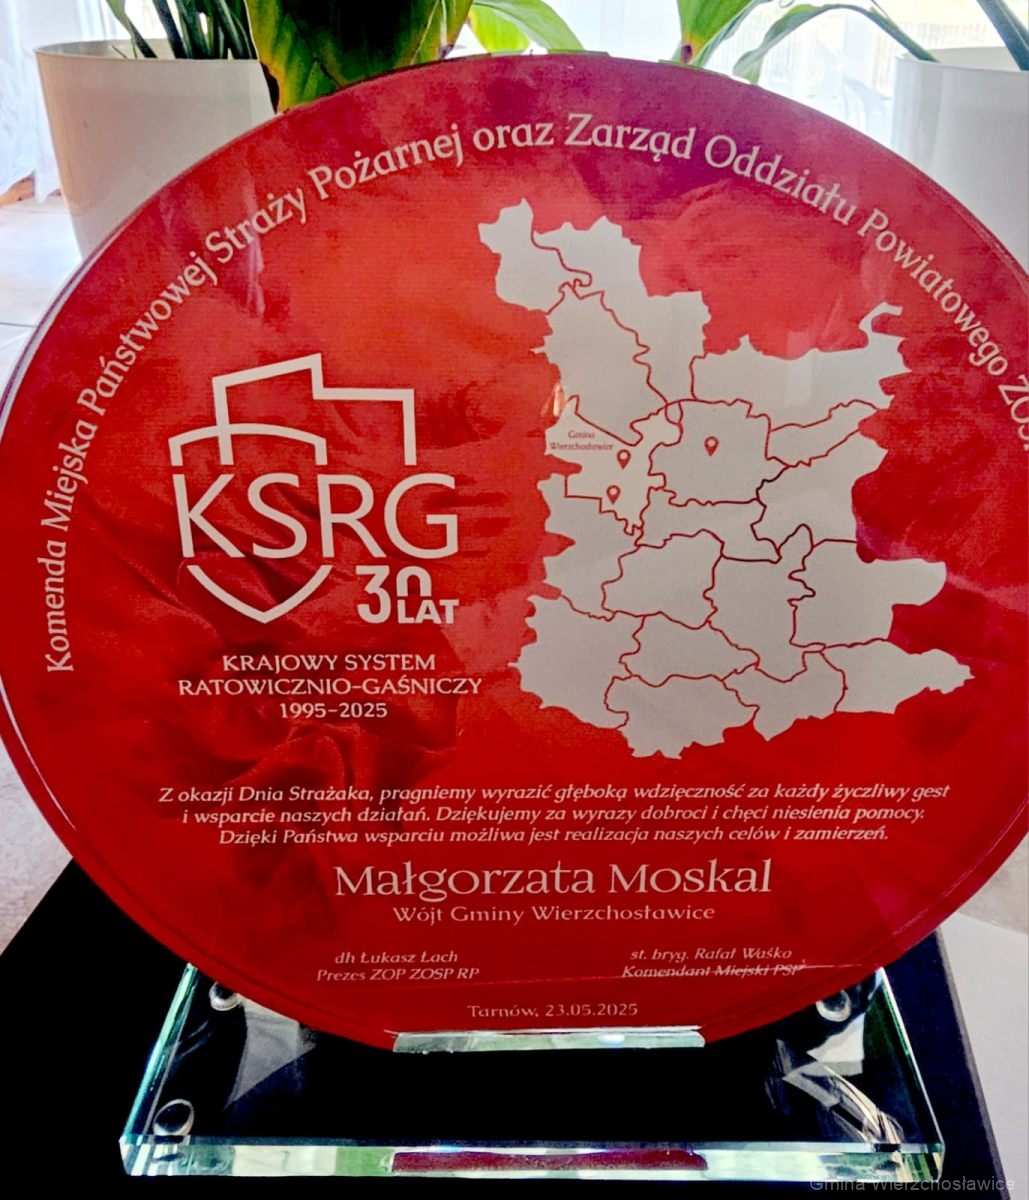 Komenda Miejska Państwowej Straży Pożarnej oraz Zarząd Oddziału Powiatowego
Gmina
Wierzchosławice
KSRG
30 LAT
KRAJOWY SYSTEM
RATOWICZNIO-GAŚNICZY
1995-2025
Z okazji Dnia Strażaka, pragniemy wyrazić głęboką wdzięczność za każdy życzliwy gest
i wsparcie naszych działań. Dziękujemy za wyrazy dobroci i chęci niesienia pomocy.
Dzięki Państwa wsparciu możliwa jest realizacja naszych celów i zamierzeń.
Małgorzata Moskal
Wójt Gminy Wierzchosławice
dh Łukasz Łach
Prezes ZOP ZOSP RP
st. bryg. Rafał Waśko
Komendant Miejski PSP
Tarnów, 23.05.2025
Gmina Wierzchosławice